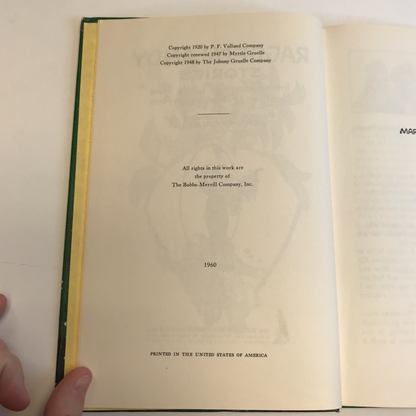 Copyright 1920 by P. F. Volland Company
Copyright renewed 1947 by Myrtle Gruelle
Copyright 1948 by The Johnny Gruelle Company
All rights in this work are
the property of
The Bobbs-Merrill Company, Inc.
1960
PRINTED IN THE UNITED STATES OF AMERICA
MAR